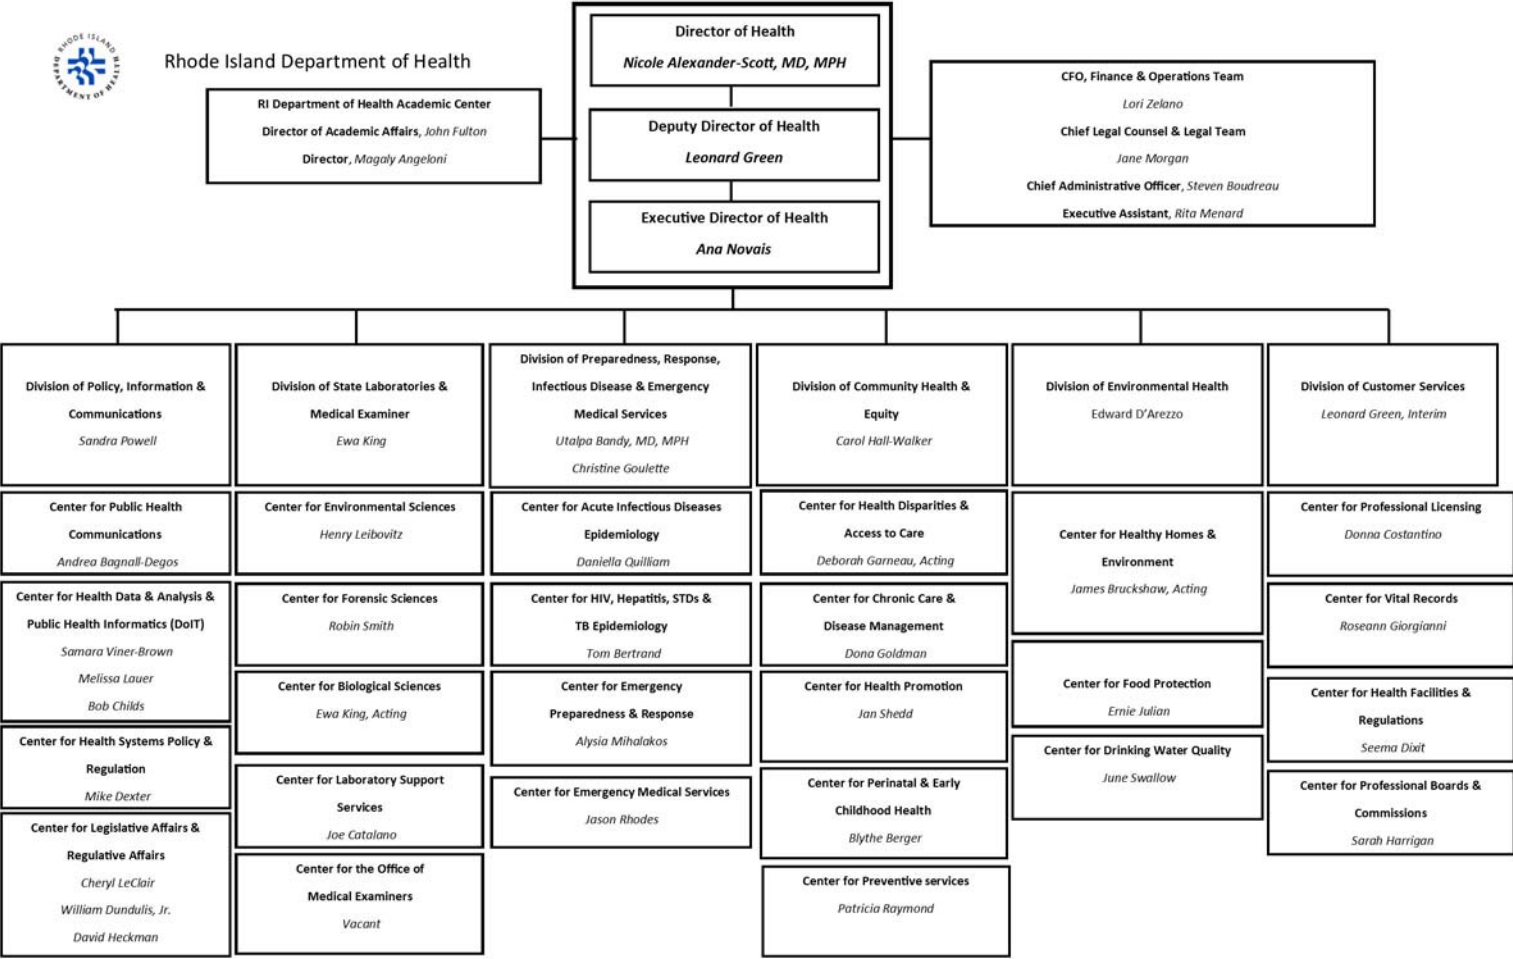 RHODE ISLAND
DEPARTMENT OF HEALTH
Rhode Island Department of Health
Director of Health
Nicole Alexander-Scott, MD, MPH
Deputy Director of Health
Leonard Green
Executive Director of Health
Ana Novais
RI Department of Health Academic Center
Director of Academic Affairs, John Fulton
Director, Magaly Angeloni
CFO, Finance & Operations Team
Lori Zelano
Chief Legal Counsel & Legal Team
Jane Morgan
Chief Administrative Officer, Steven Boudreau
Executive Assistant, Rita Menard
Division of Policy, Information &
Communications
Sandra Powell
Center for Public Health
Communications
Andrea Bagnall-Degos
Center for Health Data & Analysis &
Public Health Informatics (DoIT)
Samara Viner-Brown
Melissa Lauer
Bob Childs
Center for Health Systems Policy &
Regulation
Mike Dexter
Center for Legislative Affairs &
Regulative Affairs
Cheryl LeClair
William Dundulis, Jr.
David Heckman
Division of State Laboratories &
Medical Examiner
Ewa King
Center for Environmental Sciences
Henry Leibovitz
Center for Forensic Sciences
Robin Smith
Center for Biological Sciences
Ewa King, Acting
Center for Laboratory Support
Services
Joe Catalano
Center for the Office of
Medical Examiners
Vacant
Division of Preparedness, Response,
Infectious Disease & Emergency
Medical Services
Utalpa Bandy, MD, MPH
Christine Goulette
Center for Acute Infectious Diseases
Epidemiology
Daniella Quilliam
Center for HIV, Hepatitis, STDs &
TB Epidemiology
Tom Bertrand
Center for Emergency
Preparedness & Response
Alysia Mihalakos
Center for Emergency Medical Services
Jason Rhodes
Division of Community Health &
Equity
Carol Hall-Walker
Center for Health Disparities &
Access to Care
Deborah Garneau, Acting
Center for Chronic Care &
Disease Management
Dona Goldman
Center for Health Promotion
Jan Shedd
Center for Perinatal & Early
Childhood Health
Blythe Berger
Center for Preventive services
Patricia Raymond
Division of Environmental Health
Edward D'Arezzo
Center for Healthy Homes &
Environment
James Bruckshaw, Acting
Center for Food Protection
Ernie Julian
Center for Drinking Water Quality
June Swallow
Division of Customer Services
Leonard Green, Interim
Center for Professional Licensing
Donna Costantino
Center for Vital Records
Roseann Giorgianni
Center for Health Facilities &
Regulations
Seema Dixit
Center for Professional Boards &
Commissions
Sarah Harrigan